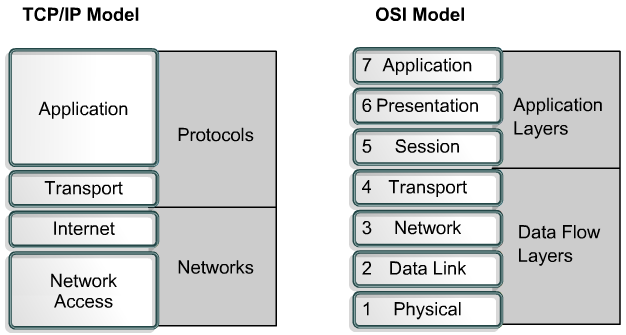 TCP/IP Model
Application
Transport
Internet
Network
Access
Protocols
Networks
OSI Model
7 Application
6 Presentation
5 Session
4 Transport
3 Network
2 Data Link
1 Physical
Application
Layers
Data Flow
Layers